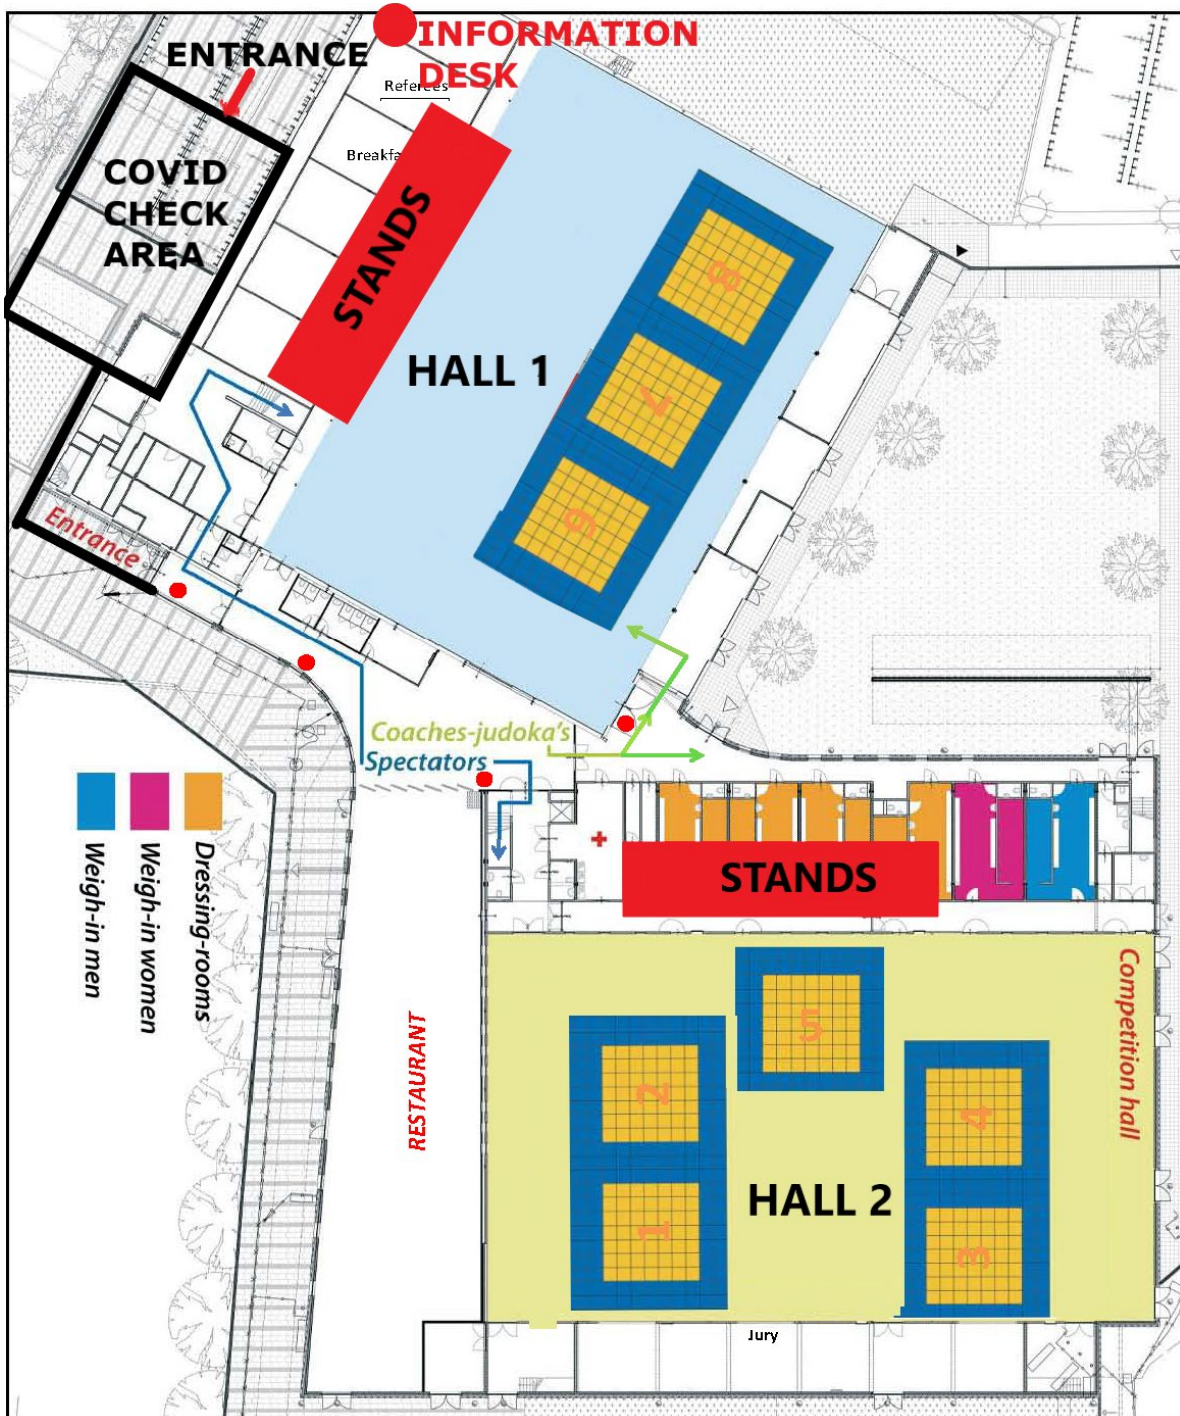 INFORMATION
DESK
ENTRANCE
Referees
Breakfa
COVID
CHECK
AREA
STANDS
HALL 1
8
7
6
Entrance
Coaches-judoka's
Spectators
Weigh-in men
Weigh-in women
Dressing-rooms
STANDS
RESTAURANT
Competition hall
5
2
4
HALL 2
1
3
Jury